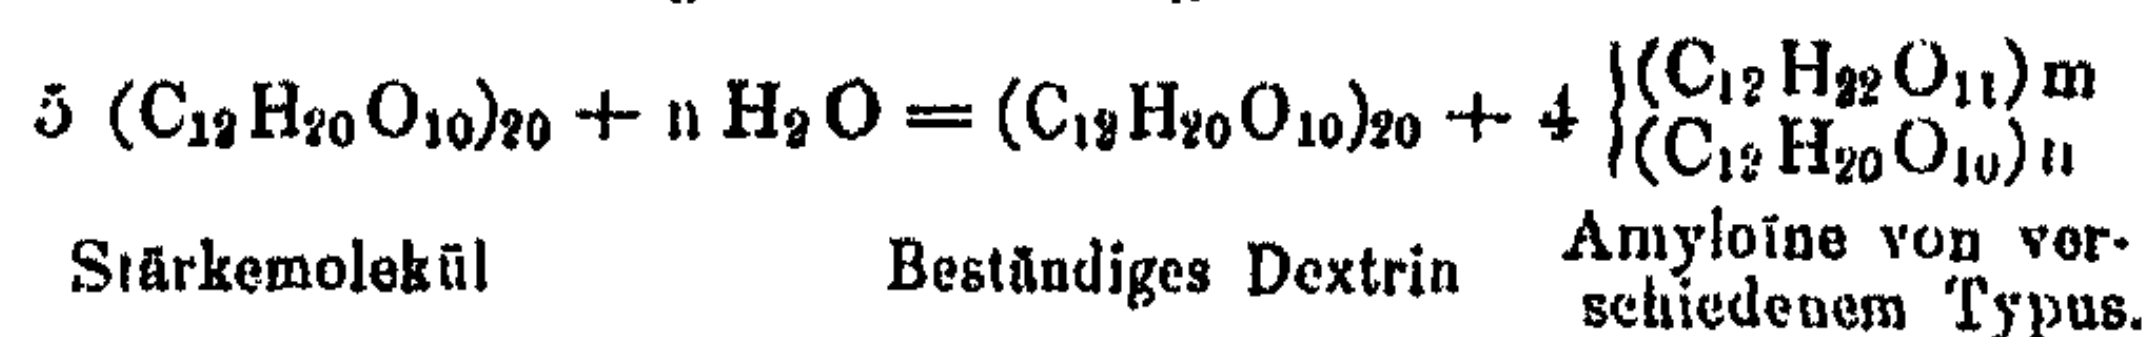 5 (C₁₂H₂₀O₁₀)₂₀ + n H₂O = (C₁₂H₂₀O₁₀)₂₀ + 4 { (C₁₂H₂₂O₁₁)m
(C₁₂H₂₀O₁₀)n
Stärkemolekül Beständiges Dextrin Amyloïne von ver-
schiedenem Typus.